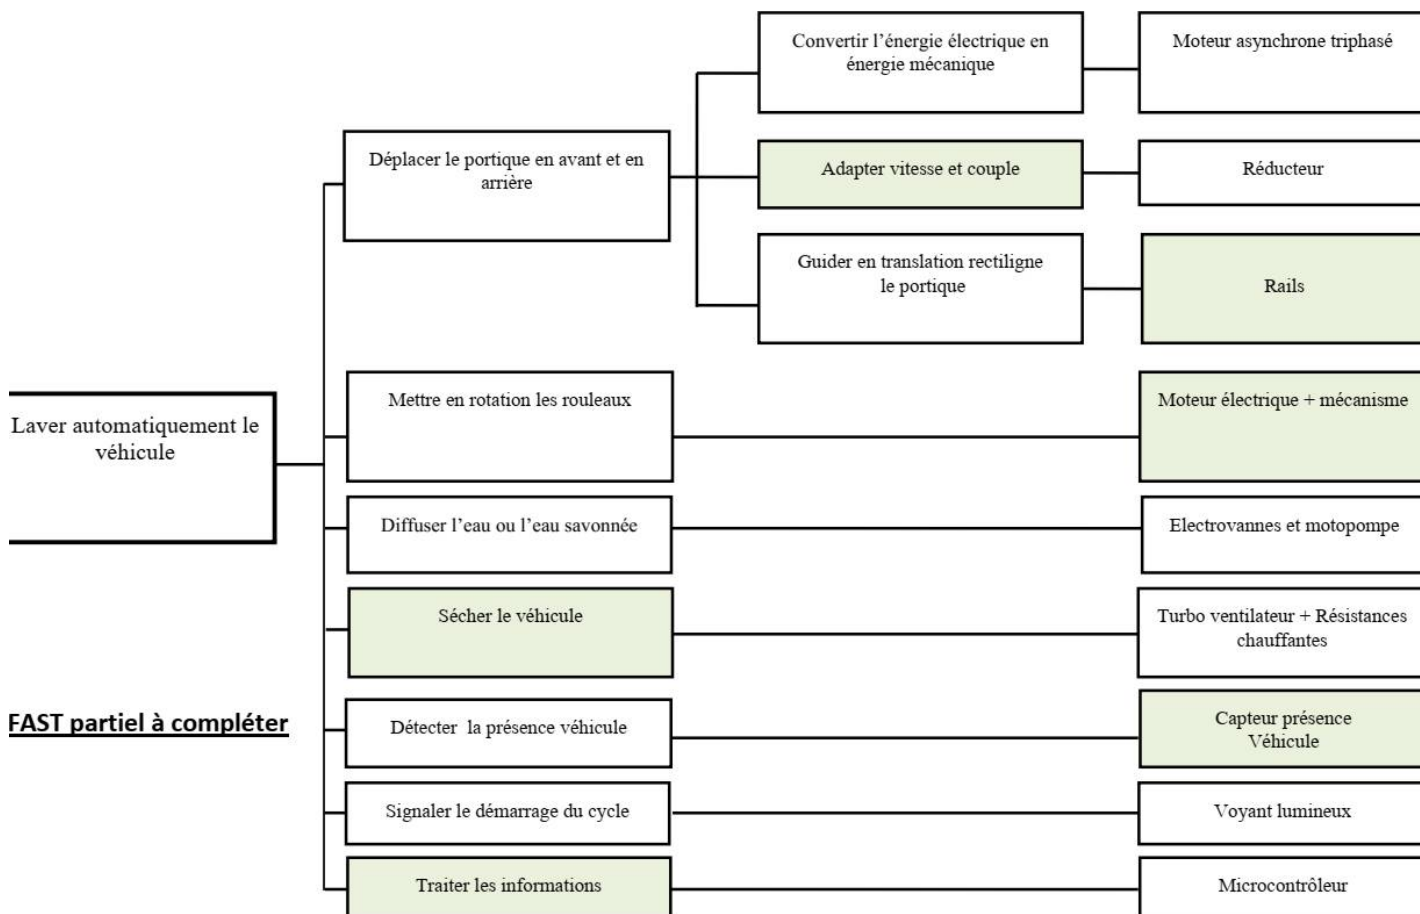 Convertir l’énergie électrique en
énergie mécanique
Moteur asynchrone triphasé
Déplacer le portique en avant et en
arrière
Adapter vitesse et couple
Réducteur
Guider en translation rectiligne
le portique
Rails
Laver automatiquement le
véhicule
Mettre en rotation les rouleaux
Moteur électrique + mécanisme
Diffuser l’eau ou l’eau savonnée
Electrovannes et motopompe
Sécher le véhicule
Turbo ventilateur + Résistances
chauffantes
FAST partiel à compléter
Détecter  la présence véhicule
Capteur présence
Véhicule
Signaler le démarrage du cycle
Voyant lumineux
Traiter les informations
Microcontrôleur